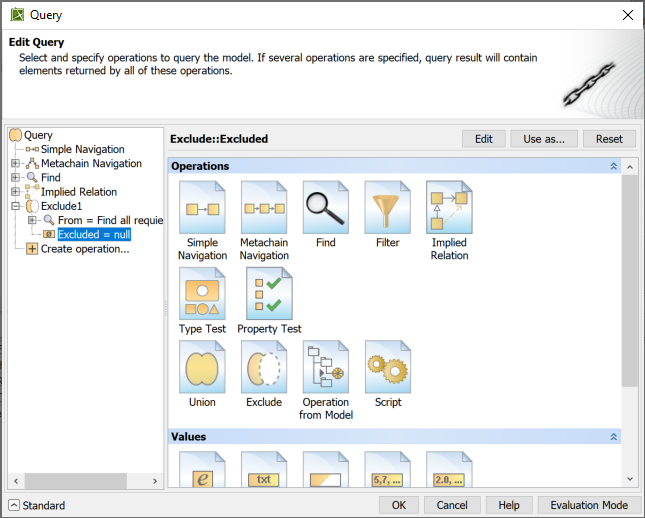 Query
Edit Query
Select and specify operations to query the model. If several operations are specified, query result will contain
elements returned by all of these operations.
Query
Simple Navigation
Metachain Navigation
Find
Implied Relation
Exclude1
From = Find all requie
Excluded = null
Create operation...
Exclude::Excluded
Edit
Use as...
Reset
Operations
Simple
Navigation
Metachain
Navigation
Find
Filter
Implied
Relation
Type Test
Property Test
Union
Exclude
Operation
from Model
Script
Values
e
txt
5,7, ...
2.0, ...
Standard
OK
Cancel
Help
Evaluation Mode